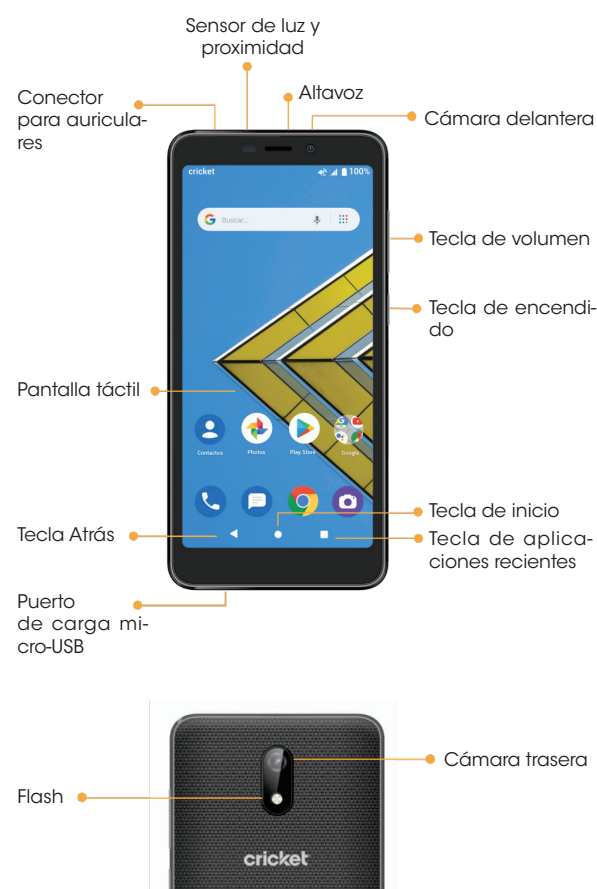 Sensor de luz y
proximidad
Conector
para auricula-
res
Altavoz
Cámara delantera
cricket
100%
G Buscar...
Tecla de volumen
Tecla de encendi-
do
Pantalla táctil
Contactos
Photos
Play Store
Google
Tecla de inicio
Tecla Atrás
Tecla de aplica-
ciones recientes
Puerto
de carga mi-
cro-USB
Cámara trasera
Flash
cricket